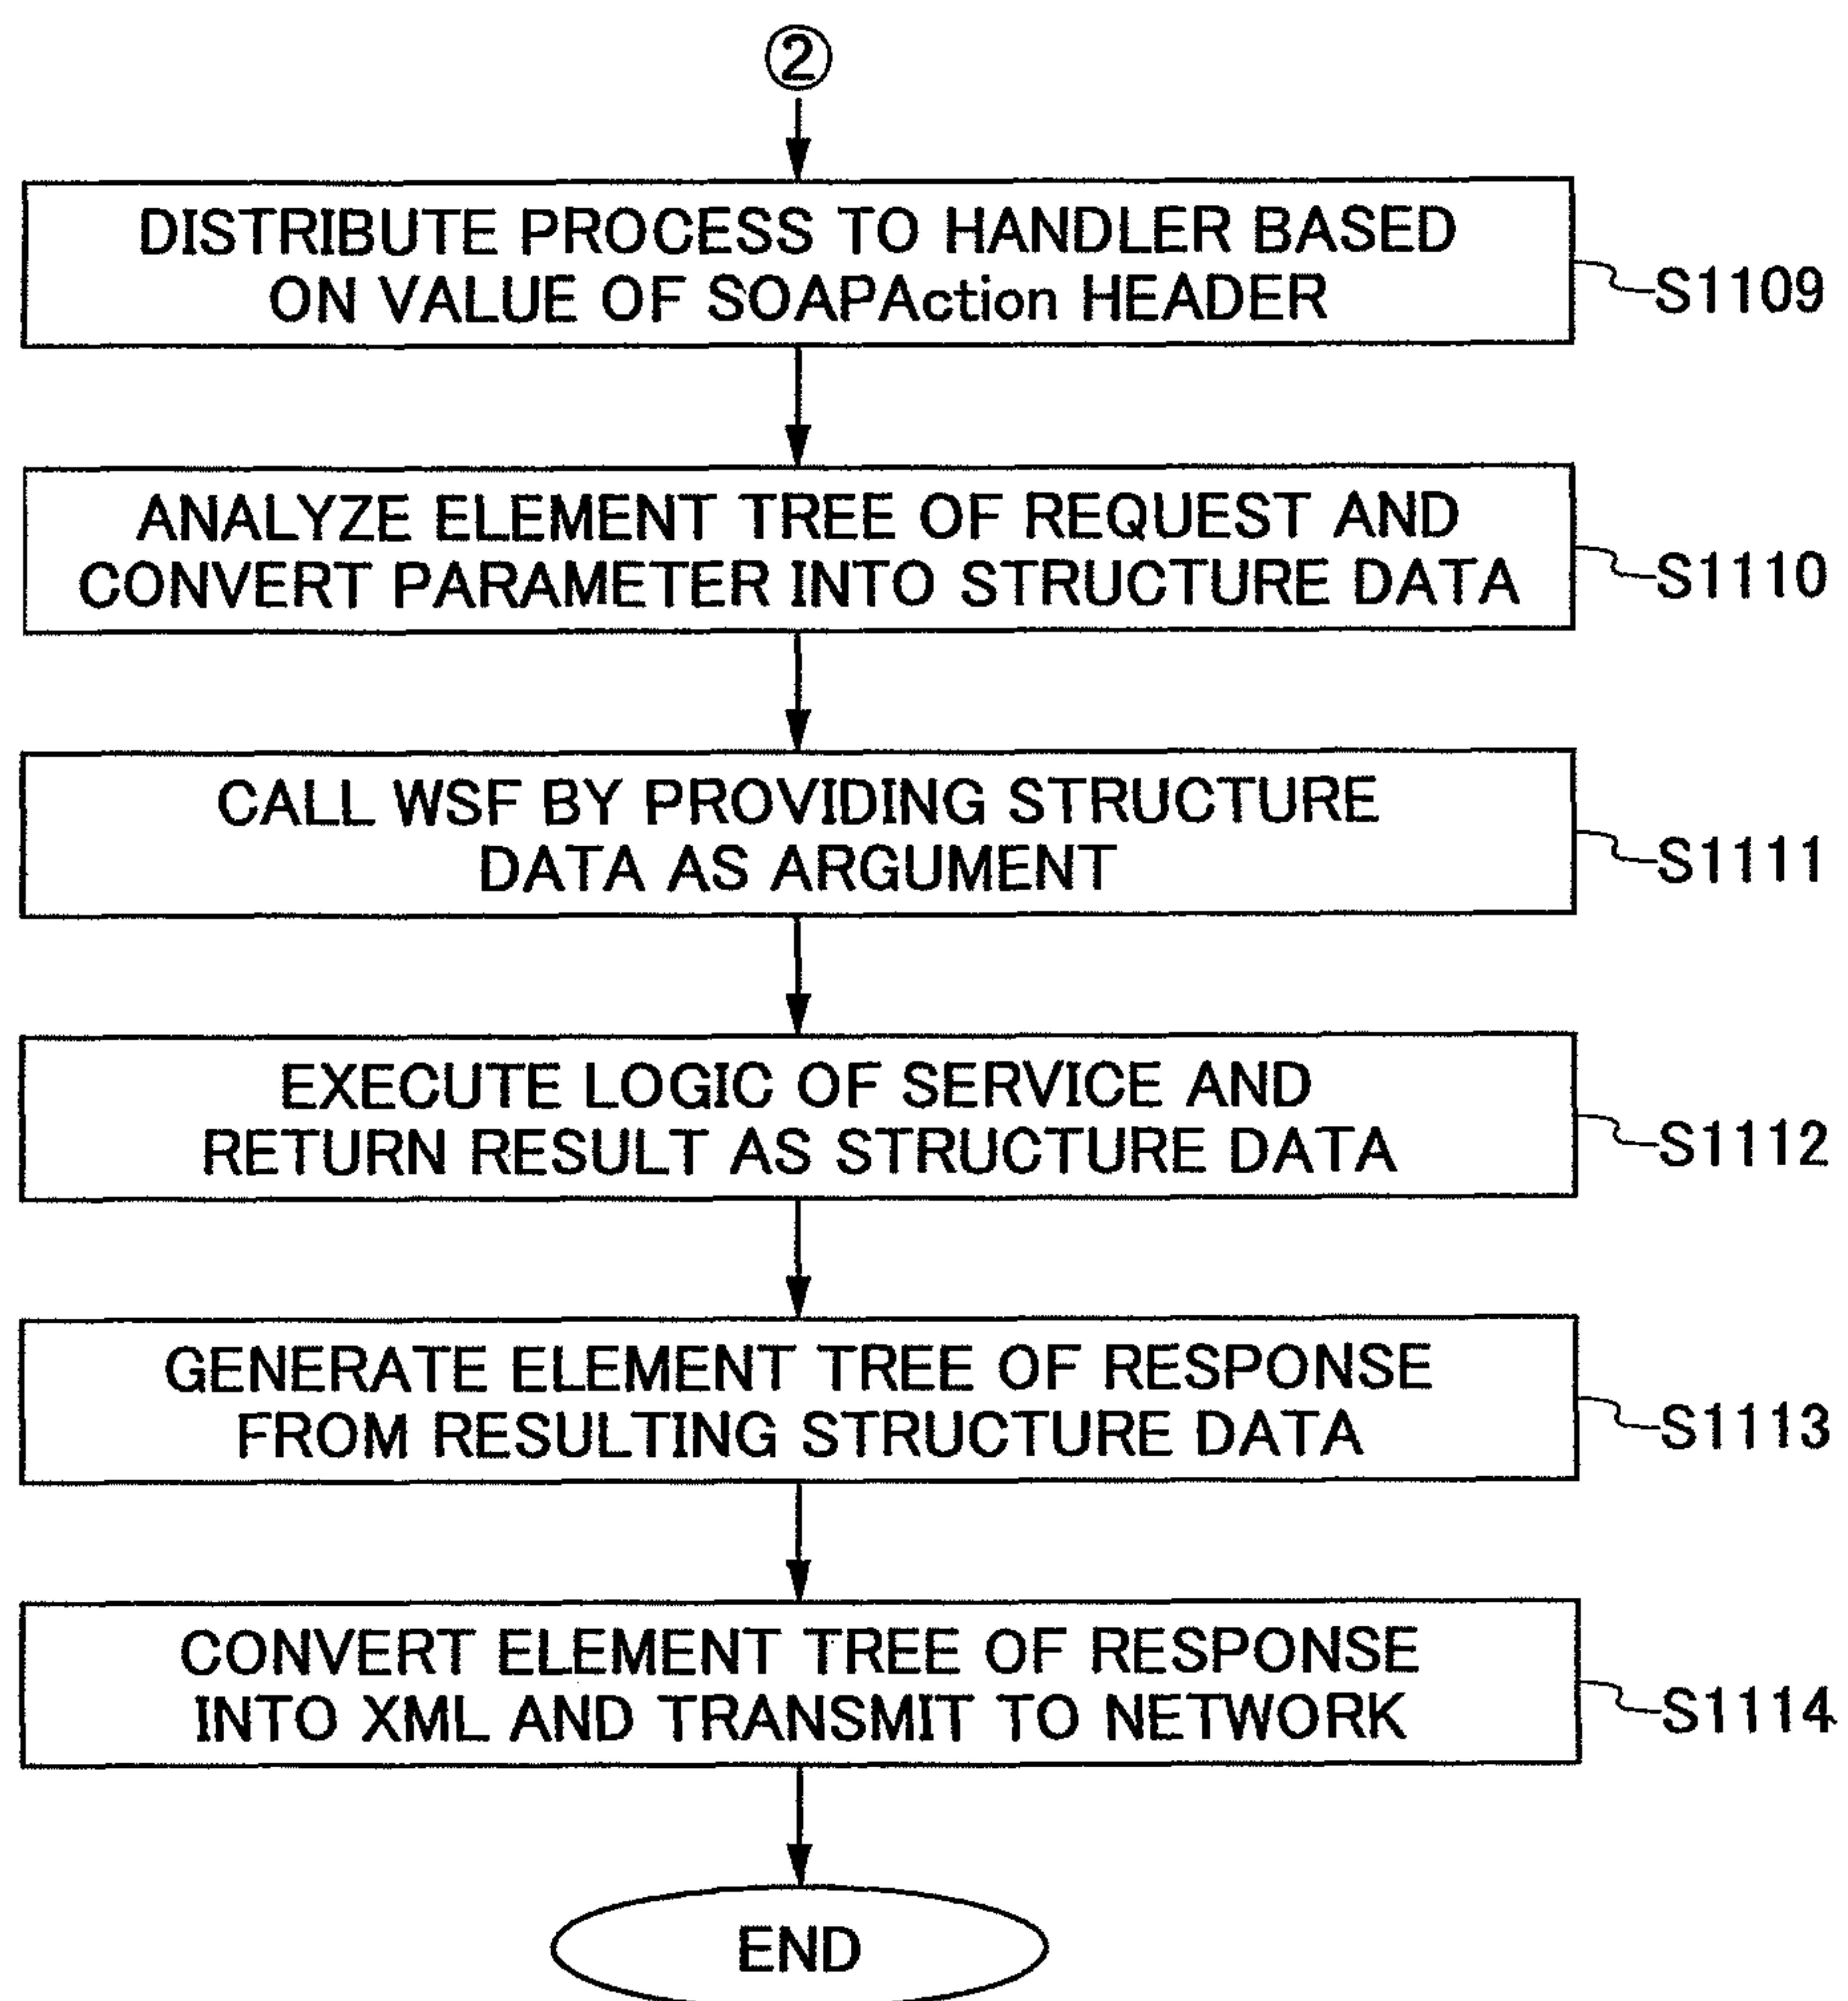 ②
DISTRIBUTE PROCESS TO HANDLER BASED
ON VALUE OF SOAPAction HEADER
S1109
ANALYZE ELEMENT TREE OF REQUEST AND
CONVERT PARAMETER INTO STRUCTURE DATA
S1110
CALL WSF BY PROVIDING STRUCTURE
DATA AS ARGUMENT
S1111
EXECUTE LOGIC OF SERVICE AND
RETURN RESULT AS STRUCTURE DATA
S1112
GENERATE ELEMENT TREE OF RESPONSE
FROM RESULTING STRUCTURE DATA
S1113
CONVERT ELEMENT TREE OF RESPONSE
INTO XML AND TRANSMIT TO NETWORK
S1114
END